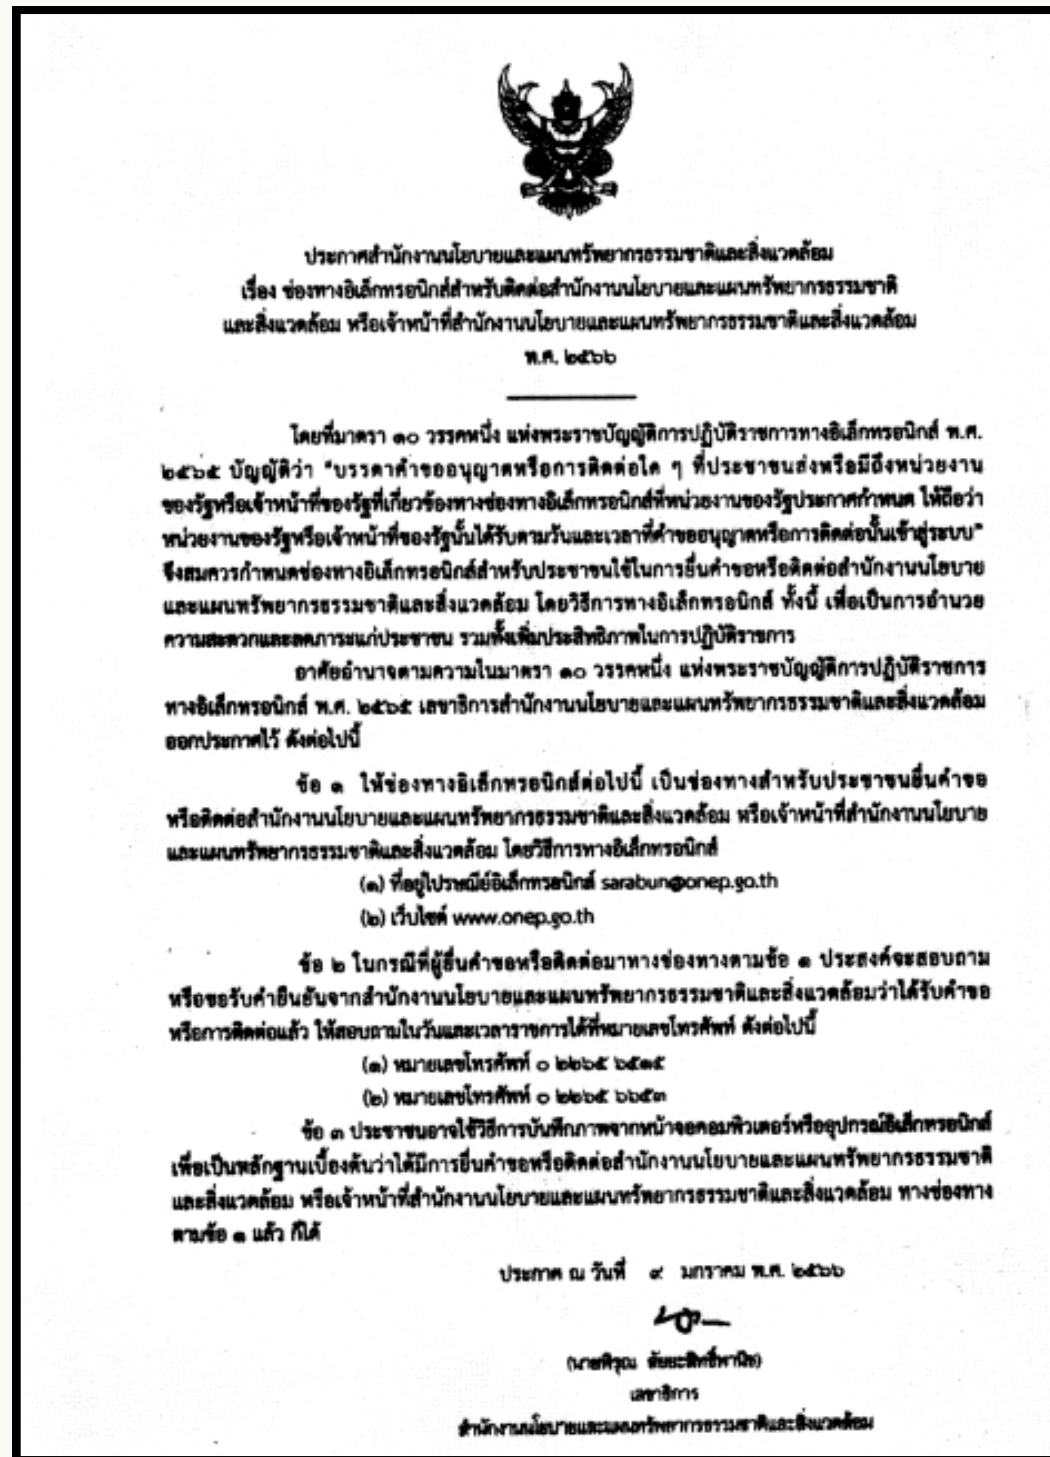 ประกาศสำนักงานนโยบายและแผนทรัพยากรธรรมชาติและสิ่งแวดล้อม
เรื่อง ช่องทางอิเล็กทรอนิกส์สำหรับติดต่อสำนักงานนโยบายและแผนทรัพยากรธรรมชาติ
และสิ่งแวดล้อม หรือเจ้าหน้าที่สำนักงานนโยบายและแผนทรัพยากรธรรมชาติและสิ่งแวดล้อม
พ.ศ. ๒๕๖๖
โดยที่มาตรา ๑๐ วรรคหนึ่ง แห่งพระราชบัญญัติการปฏิบัติราชการทางอิเล็กทรอนิกส์ พ.ศ.
๒๕๖๕ บัญญัติว่า "บรรดาคำขออนุญาตหรือการติดต่อใด ๆ ที่ประชาชนส่งหรือมีถึงหน่วยงาน
ของรัฐหรือเจ้าหน้าที่ของรัฐที่เกี่ยวข้องทางช่องทางอิเล็กทรอนิกส์ที่หน่วยงานของรัฐประกาศกำหนด ให้ถือว่า
หน่วยงานของรัฐหรือเจ้าหน้าที่ของรัฐนั้นได้รับตามวันและเวลาที่คำขออนุญาตหรือการติดต่อนั้นเข้าสู่ระบบ"
จึงสมควรกำหนดช่องทางอิเล็กทรอนิกส์สำหรับประชาชนใช้ในการยื่นคำขอหรือติดต่อสำนักงานนโยบาย
และแผนทรัพยากรธรรมชาติและสิ่งแวดล้อม โดยวิธีการทางอิเล็กทรอนิกส์ ทั้งนี้ เพื่อเป็นการอำนวย
ความสะดวกและลดภาระแก่ประชาชน รวมทั้งเพิ่มประสิทธิภาพในการปฏิบัติราชการ
อาศัยอำนาจตามความในมาตรา ๑๐ วรรคหนึ่ง แห่งพระราชบัญญัติการปฏิบัติราชการ
ทางอิเล็กทรอนิกส์ พ.ศ. ๒๕๖๕ เลขาธิการสำนักงานนโยบายและแผนทรัพยากรธรรมชาติและสิ่งแวดล้อม
ออกประกาศไว้ ดังต่อไปนี้
ข้อ ๑ ให้ช่องทางอิเล็กทรอนิกส์ต่อไปนี้ เป็นช่องทางสำหรับประชาชนยื่นคำขอ
หรือติดต่อสำนักงานนโยบายและแผนทรัพยากรธรรมชาติและสิ่งแวดล้อม หรือเจ้าหน้าที่สำนักงานนโยบาย
และแผนทรัพยากรธรรมชาติและสิ่งแวดล้อม โดยวิธีการทางอิเล็กทรอนิกส์
(๑) ที่อยู่ไปรษณีย์อิเล็กทรอนิกส์ sarabun@onep.go.th
(๒) เว็บไซต์ www.onep.go.th
ข้อ ๒ ในกรณีที่ผู้ยื่นคำขอหรือติดต่อมาทางช่องทางตามข้อ ๑ ประสงค์จะสอบถาม
หรือขอรับคำยืนยันจากสำนักงานนโยบายและแผนทรัพยากรธรรมชาติและสิ่งแวดล้อมว่าได้รับคำขอ
หรือการติดต่อแล้ว ให้สอบถามในวันและเวลาราชการได้ที่หมายเลขโทรศัพท์ ดังต่อไปนี้
(๑) หมายเลขโทรศัพท์ ๐ ๒๒๖๕ ๖๕๑๕
(๒) หมายเลขโทรศัพท์ ๐ ๒๒๖๕ ๖๖๕๓
ข้อ ๓ ประชาชนอาจใช้วิธีการบันทึกภาพจากหน้าจอคอมพิวเตอร์หรืออุปกรณ์อิเล็กทรอนิกส์
เพื่อเป็นหลักฐานเบื้องต้นว่าได้มีการยื่นคำขอหรือติดต่อสำนักงานนโยบายและแผนทรัพยากรธรรมชาติ
และสิ่งแวดล้อม หรือเจ้าหน้าที่สำนักงานนโยบายและแผนทรัพยากรธรรมชาติและสิ่งแวดล้อม ทางช่องทาง
ตามข้อ ๑ แล้ว ก็ได้
ประกาศ ณ วันที่ ๙ มกราคม พ.ศ. ๒๕๖๖
(นายพิรุณ สัยยะสิทธิ์พานิช)
เลขาธิการ
สำนักงานนโยบายและแผนทรัพยากรธรรมชาติและสิ่งแวดล้อม